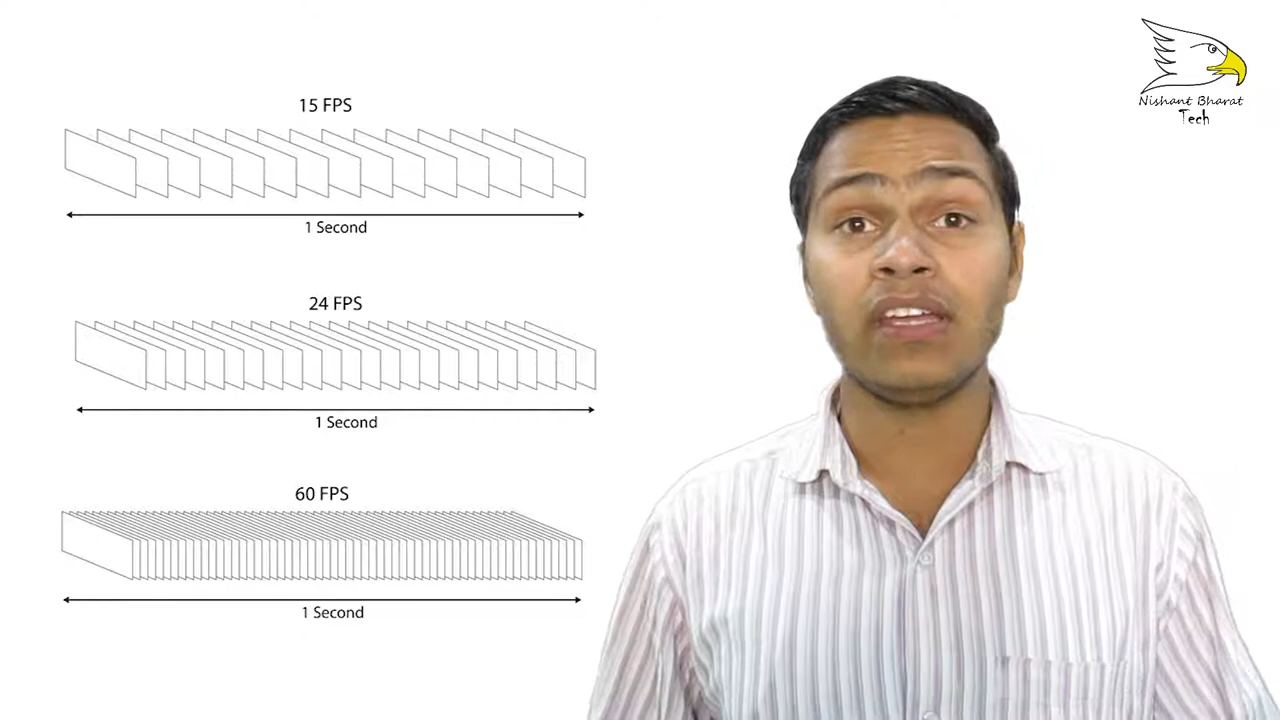 15 FPS
1 Second
24 FPS
1 Second
60 FPS
1 Second
Nishant Bharat
Tech